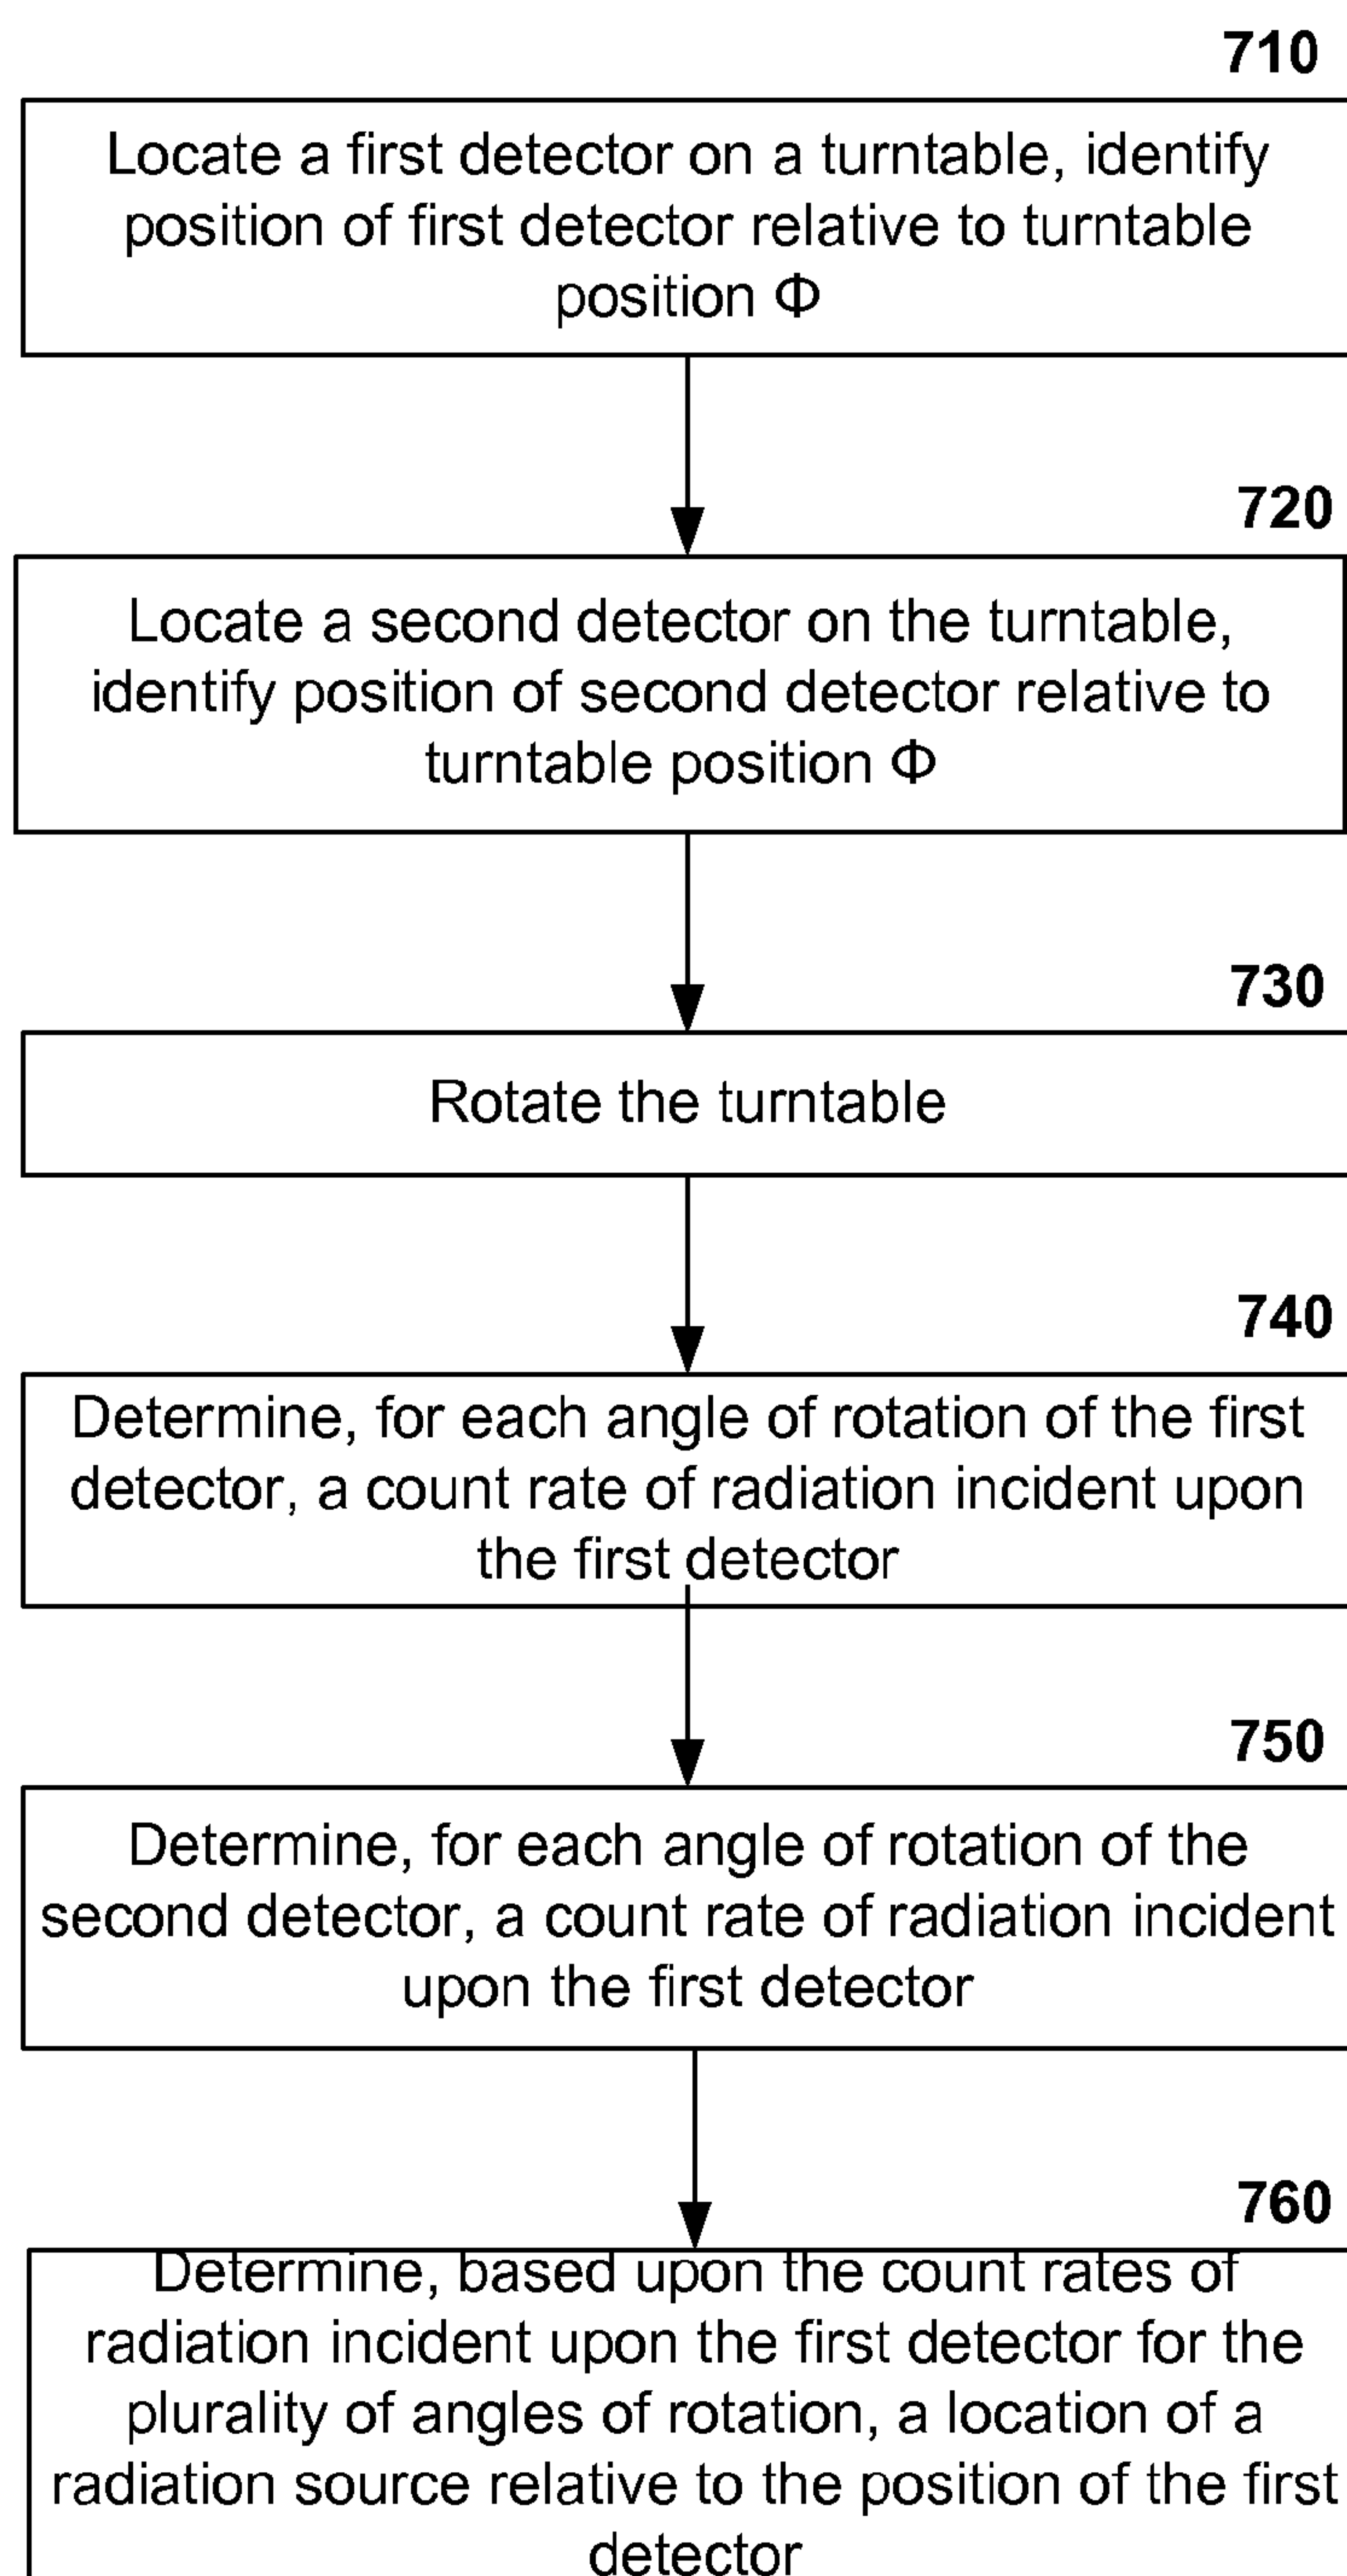 710
Locate a first detector on a turntable, identify
position of first detector relative to turntable
position Φ
720
Locate a second detector on the turntable,
identify position of second detector relative to
turntable position Φ
730
Rotate the turntable
740
Determine, for each angle of rotation of the first
detector, a count rate of radiation incident upon
the first detector
750
Determine, for each angle of rotation of the
second detector, a count rate of radiation incident
upon the first detector
760
Determine, based upon the count rates of
radiation incident upon the first detector for the
plurality of angles of rotation, a location of a
radiation source relative to the position of the first
detector